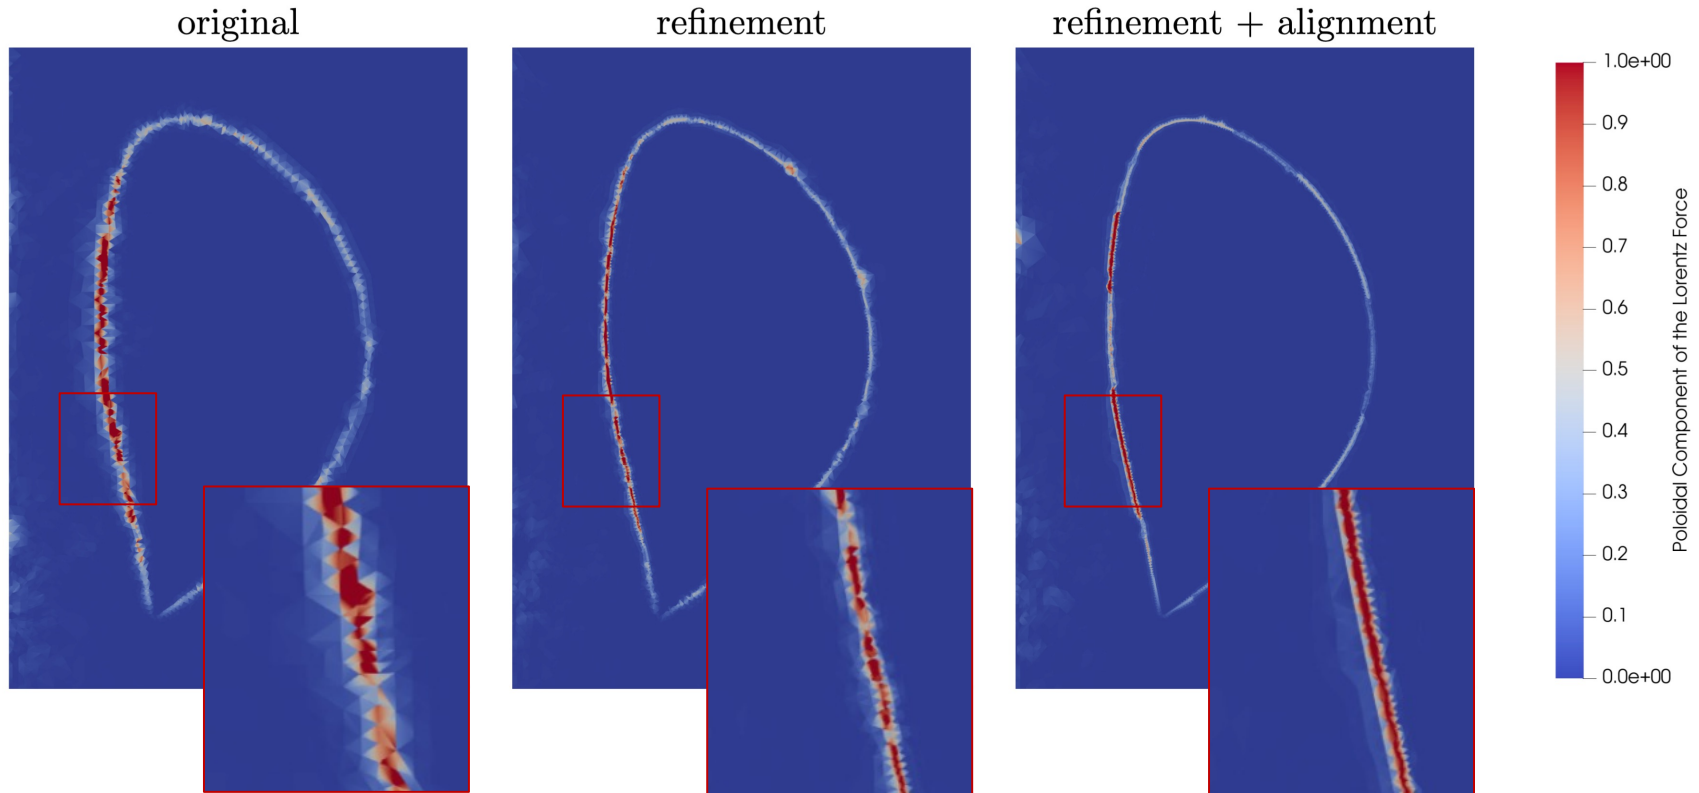 original
refinement
refinement + alignment
1.0e+00
0.9
0.8
0.7
0.6
0.5
0.4
0.3
0.2
0.1
0.0e+00
Poloidal Component of the Lorentz Force